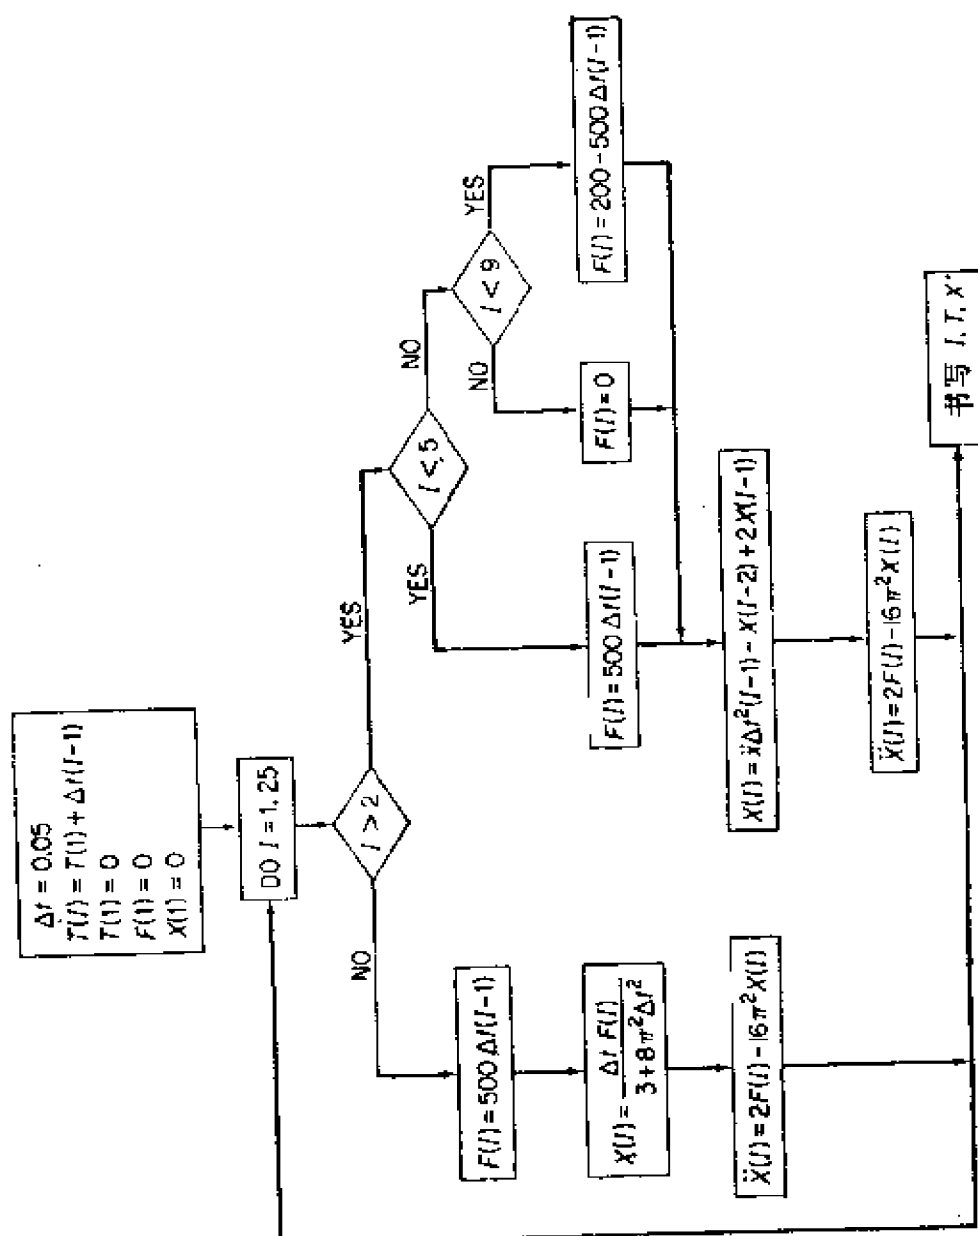 Δt = 0.05
T(I) = T(1) + Δt(I−1)
T(1) = 0
F(1) = 0
X(1) = 0
DO I = 1, 25
I > 2
NO
YES
F(I) = 500 Δt(I−1)
X(I) = Δt F(I) / 3+8π²Δt²
Ẍ(I) = 2F(I) − 16π²X(I)
I < 5
YES
NO
F(I) = 500 Δt(I−1)
I < 9
NO
YES
F(I) = 0
F(I) = 200 − 500 Δt(I−1)
X(I) = ẍΔt²(I−1) − X(I−2) + 2X(I−1)
Ẍ(I) = 2F(I) − 16π²X(I)
书写 I, T, X